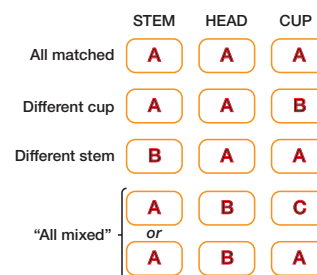 STEM HEAD CUP
All matched A A A
Different cup A A B
Different stem B A A
A B C
"All mixed" or
A B A